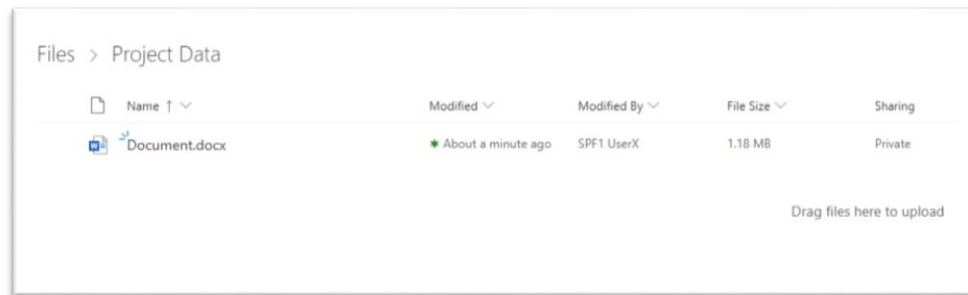 Files > Project Data
Name ↑ Modified Modified By File Size Sharing
Document.docx About a minute ago SPF1 UserX 1.18 MB Private
Drag files here to upload